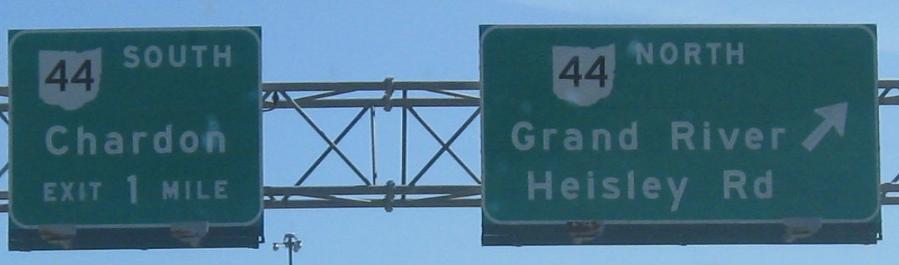 44 SOUTH
Chardon
EXIT 1 MILE
44 NORTH
Grand River
Heisley Rd